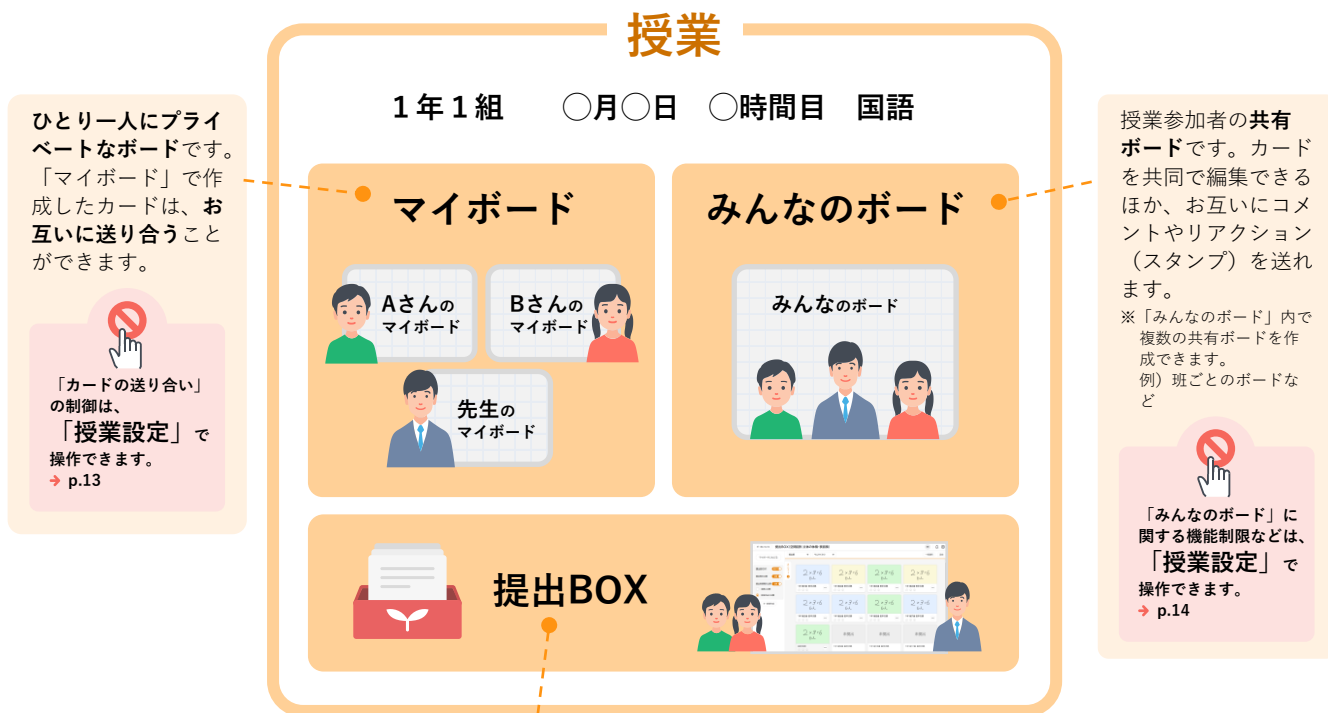 授業
1年1組　　〇月〇日　〇時間目　国語
ひとり一人にプライ
ベートなボードです。
「マイボード」で作
成したカードは、お
互いに送り合うこと
ができます。
「カードの送り合い」
の制御は、
「授業設定」で
操作できます。
→ p.13
マイボード
Aさんの
マイボード
Bさんの
マイボード
先生の
マイボード
みんなのボード
みんなのボード
授業参加者の共有
ボードです。カード
を共同で編集できる
ほか、お互いにコメ
ントやリアクション
（スタンプ）を送れ
ます。
※「みんなのボード」内で
複数の共有ボードを作
成できます。
例）班ごとのボードな
ど
「みんなのボード」に
関する機能制限などは、
「授業設定」で
操作できます。
→ p.14
提出BOX